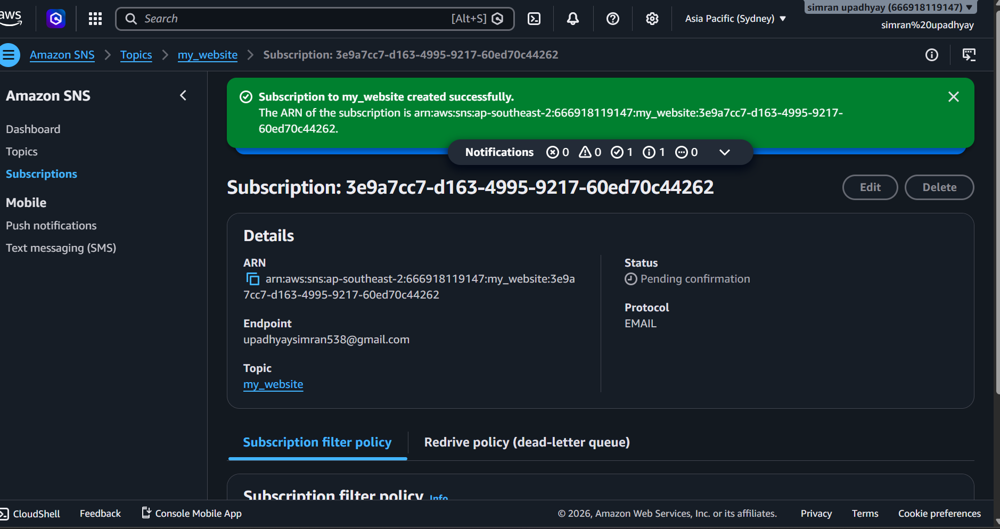 aws
Search [Alt+S]
Asia Pacific (Sydney)
simran upadhyay (666918119147)
simran%20upadhyay
Amazon SNS
Topics
my_website
Subscription: 3e9a7cc7-d163-4995-9217-60ed70c44262
Amazon SNS
Dashboard
Topics
Subscriptions
Mobile
Push notifications
Text messaging (SMS)
Subscription to my_website created successfully.
The ARN of the subscription is arn:aws:sns:ap-southeast-2:666918119147:my_website:3e9a7cc7-d163-4995-9217-
60ed70c44262.
Notifications 0 0 1 1 0
Subscription: 3e9a7cc7-d163-4995-9217-60ed70c44262
Edit
Delete
Details
ARN
arn:aws:sns:ap-southeast-2:666918119147:my_website:3e9a
7cc7-d163-4995-9217-60ed70c44262
Endpoint
upadhyaysimran538@gmail.com
Topic
my_website
Status
Pending confirmation
Protocol
EMAIL
Subscription filter policy
Redrive policy (dead-letter queue)
Subscription filter policy Info
CloudShell
Feedback
Console Mobile App
© 2026, Amazon Web Services, Inc. or its affiliates.
Privacy
Terms
Cookie preferences